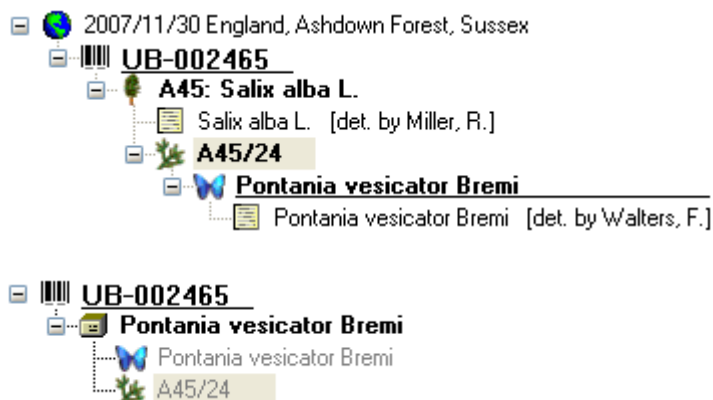 2007/11/30 England, Ashdown Forest, Sussex
UB-002465
A45: Salix alba L.
Salix alba L. [det. by Miller, R.]
A45/24
Pontania vesicator Bremi
Pontania vesicator Bremi [det. by Walters, F.]
UB-002465
Pontania vesicator Bremi
Pontania vesicator Bremi
A45/24